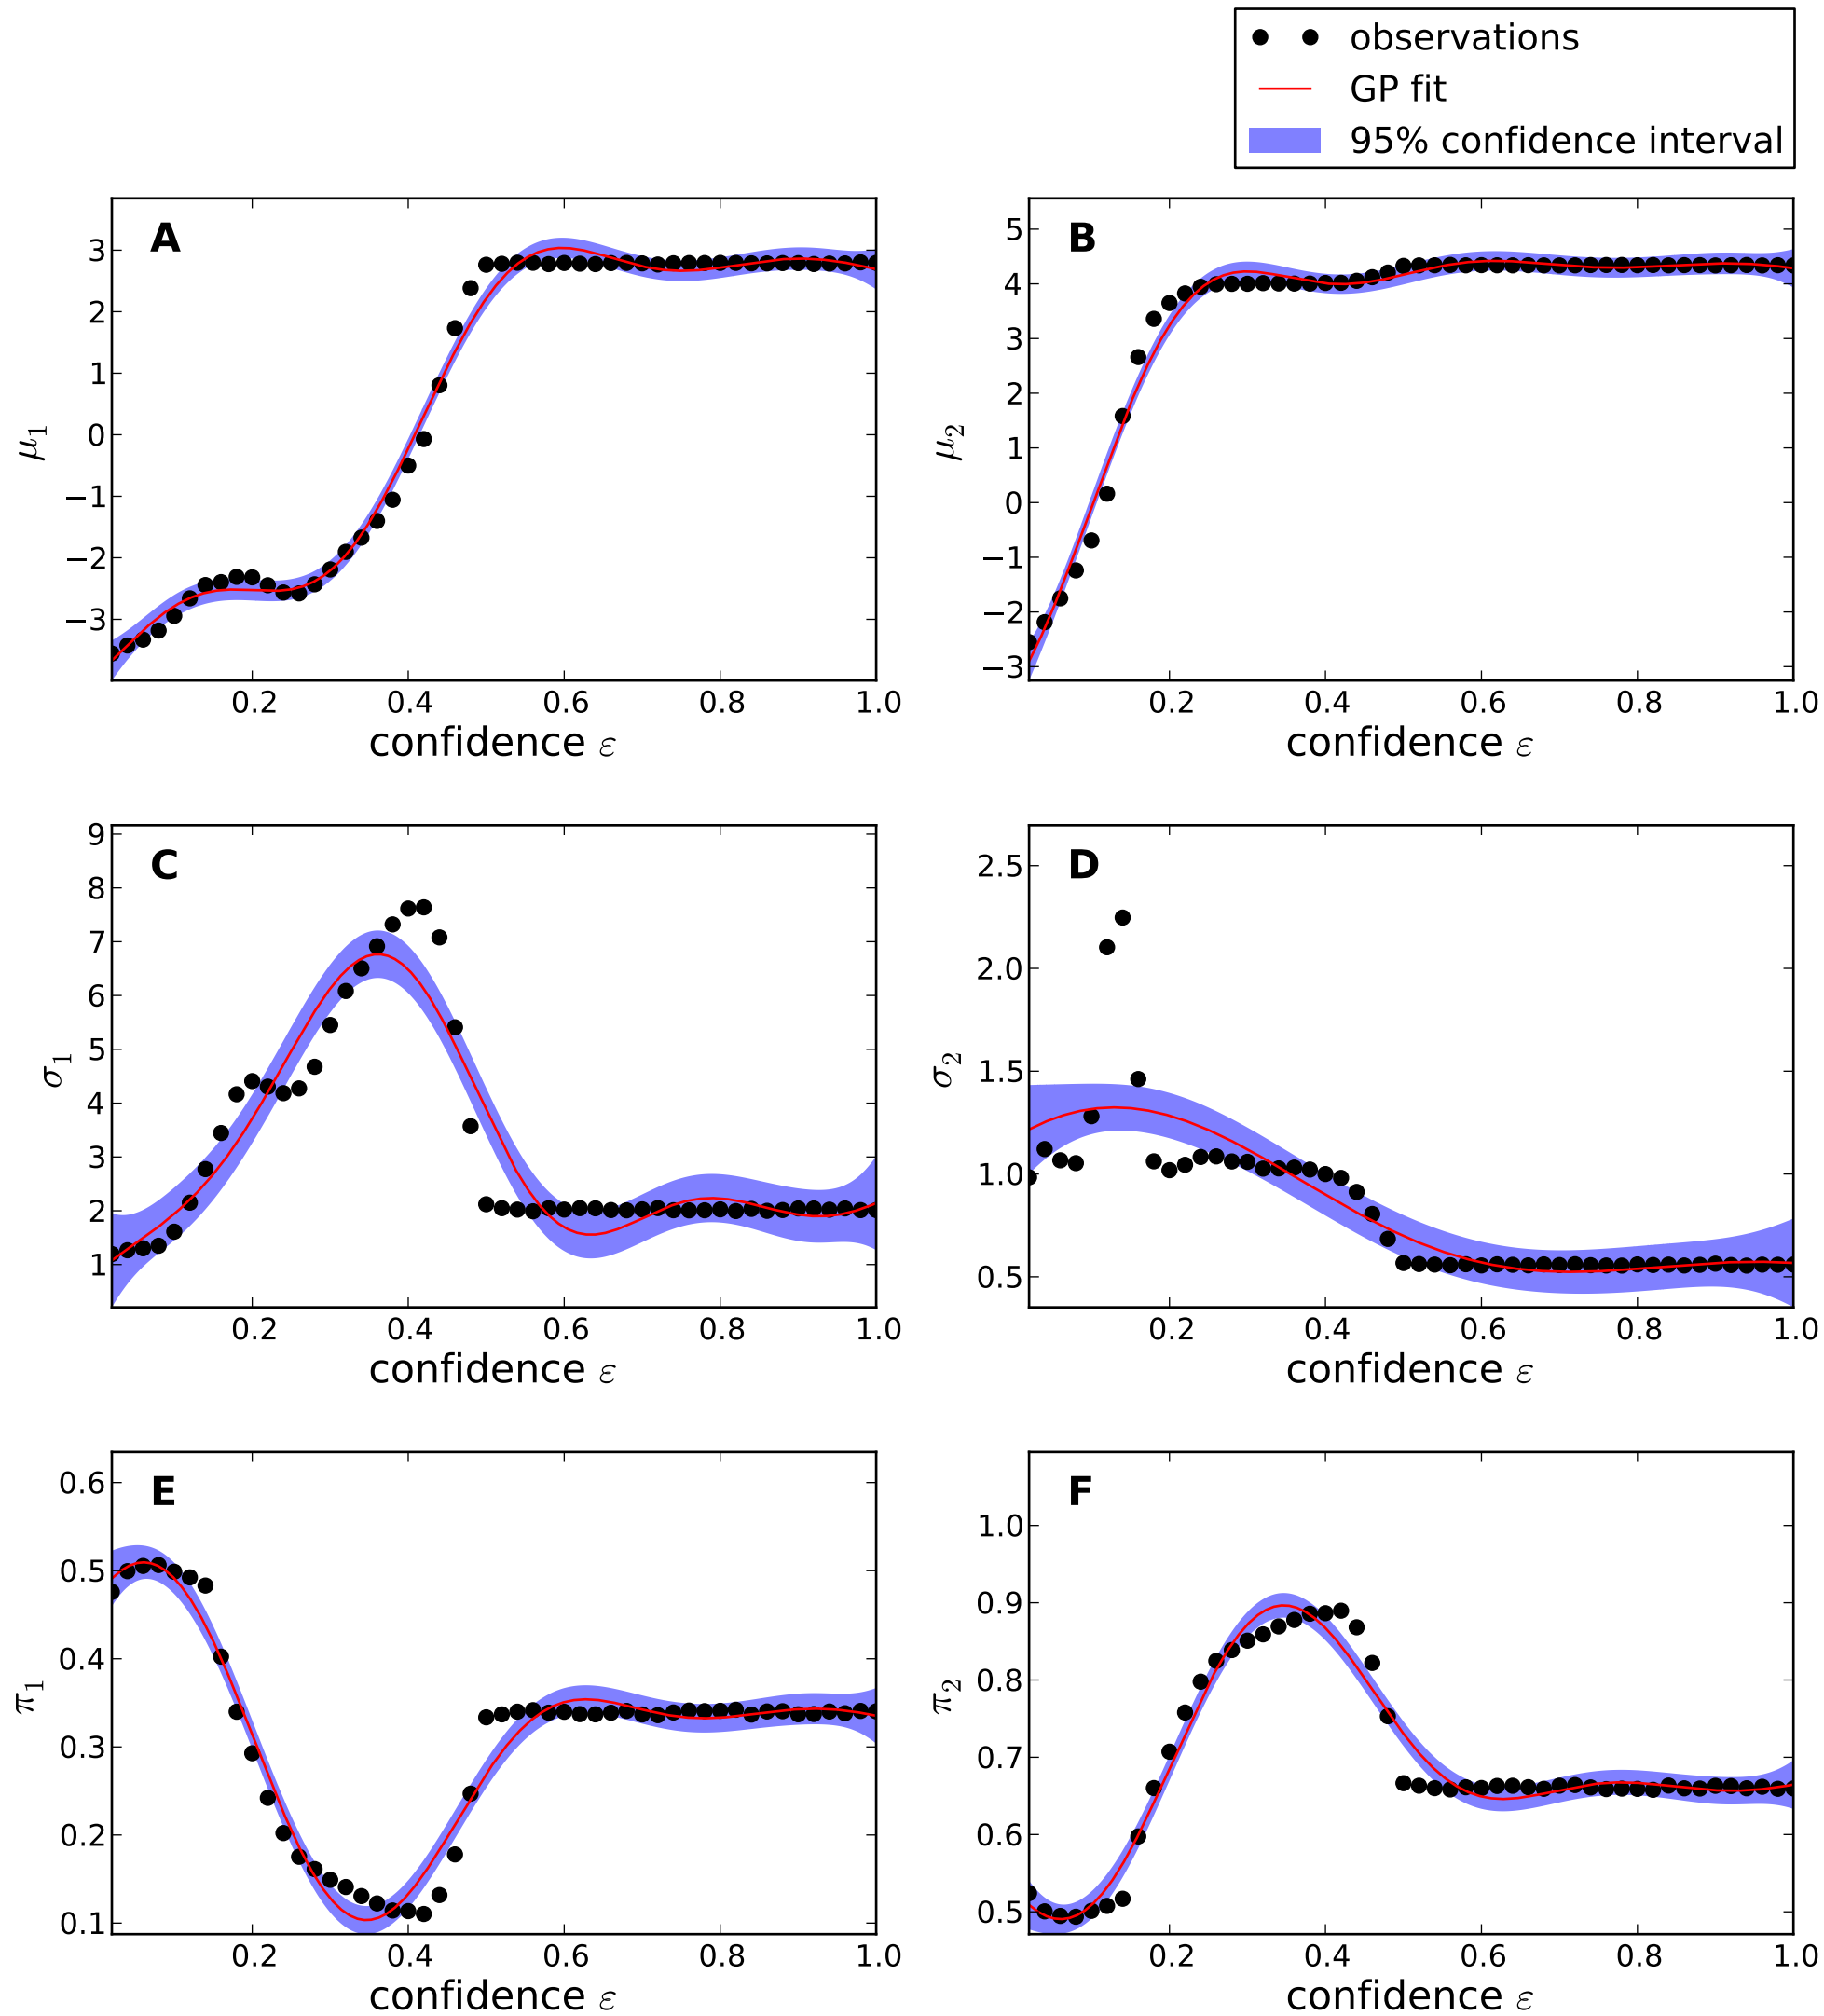 observations
GP fit
95% confidence interval
A
3
2
1
0
−1
−2
−3
μ1
0.2 0.4 0.6 0.8 1.0
confidence ε
B
5
4
3
2
1
0
−1
−2
−3
μ2
0.2 0.4 0.6 0.8 1.0
confidence ε
C
9
8
7
6
5
4
3
2
1
σ1
0.2 0.4 0.6 0.8 1.0
confidence ε
D
2.5
2.0
1.5
1.0
0.5
σ2
0.2 0.4 0.6 0.8 1.0
confidence ε
E
0.6
0.5
0.4
0.3
0.2
0.1
π1
0.2 0.4 0.6 0.8 1.0
confidence ε
F
1.0
0.9
0.8
0.7
0.6
0.5
π2
0.2 0.4 0.6 0.8 1.0
confidence ε